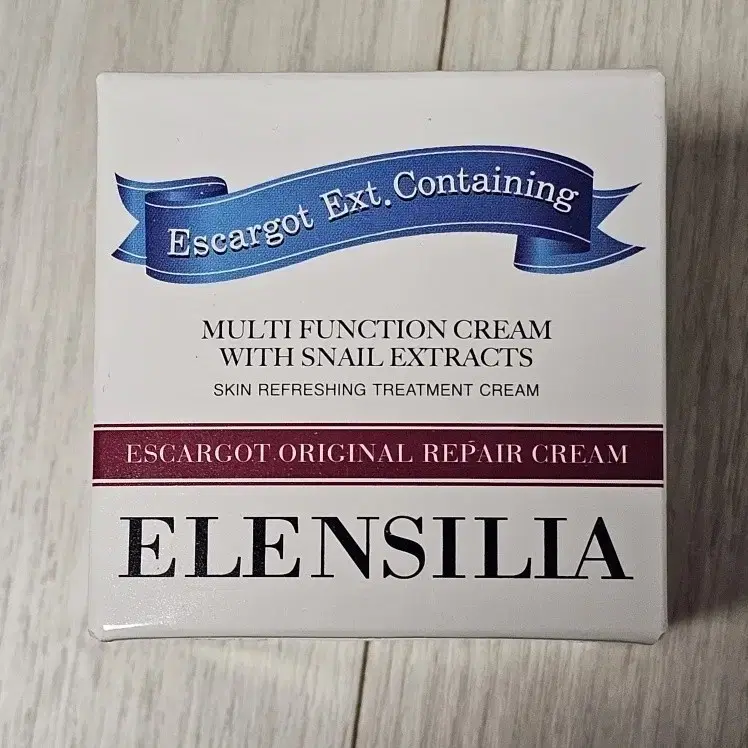 Escargot Ext. Containing
MULTI FUNCTION CREAM
WITH SNAIL EXTRACTS
SKIN REFRESHING TREATMENT CREAM
ESCARGOT ORIGINAL REPAIR CREAM
ELENSILIA